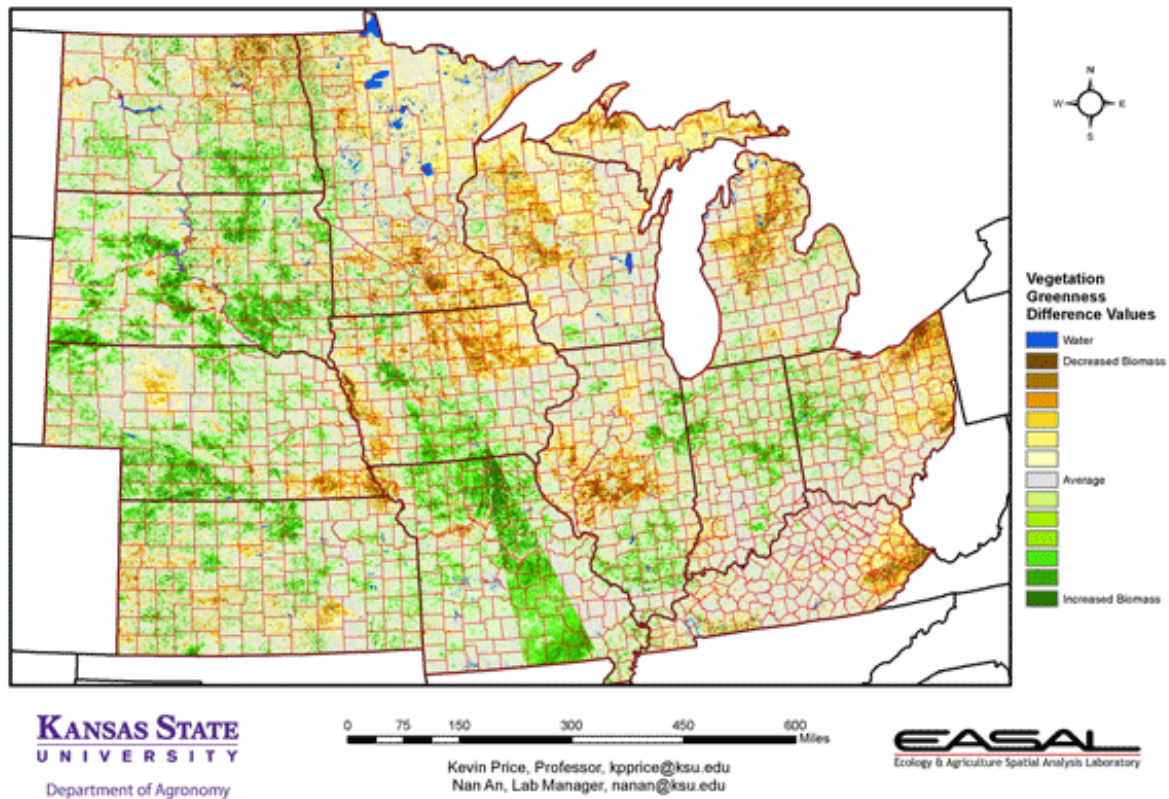 N
W
E
S
Vegetation
Greenness
Difference Values
Water
Decreased Biomass
Average
Increased Biomass
KANSAS STATE
UNIVERSITY
Department of Agronomy
0 75 150 300 450 600
Miles
Kevin Price, Professor, kpprice@ksu.edu
Nan An, Lab Manager, nanan@ksu.edu
EASAL
Ecology & Agriculture Spatial Analysis Laboratory